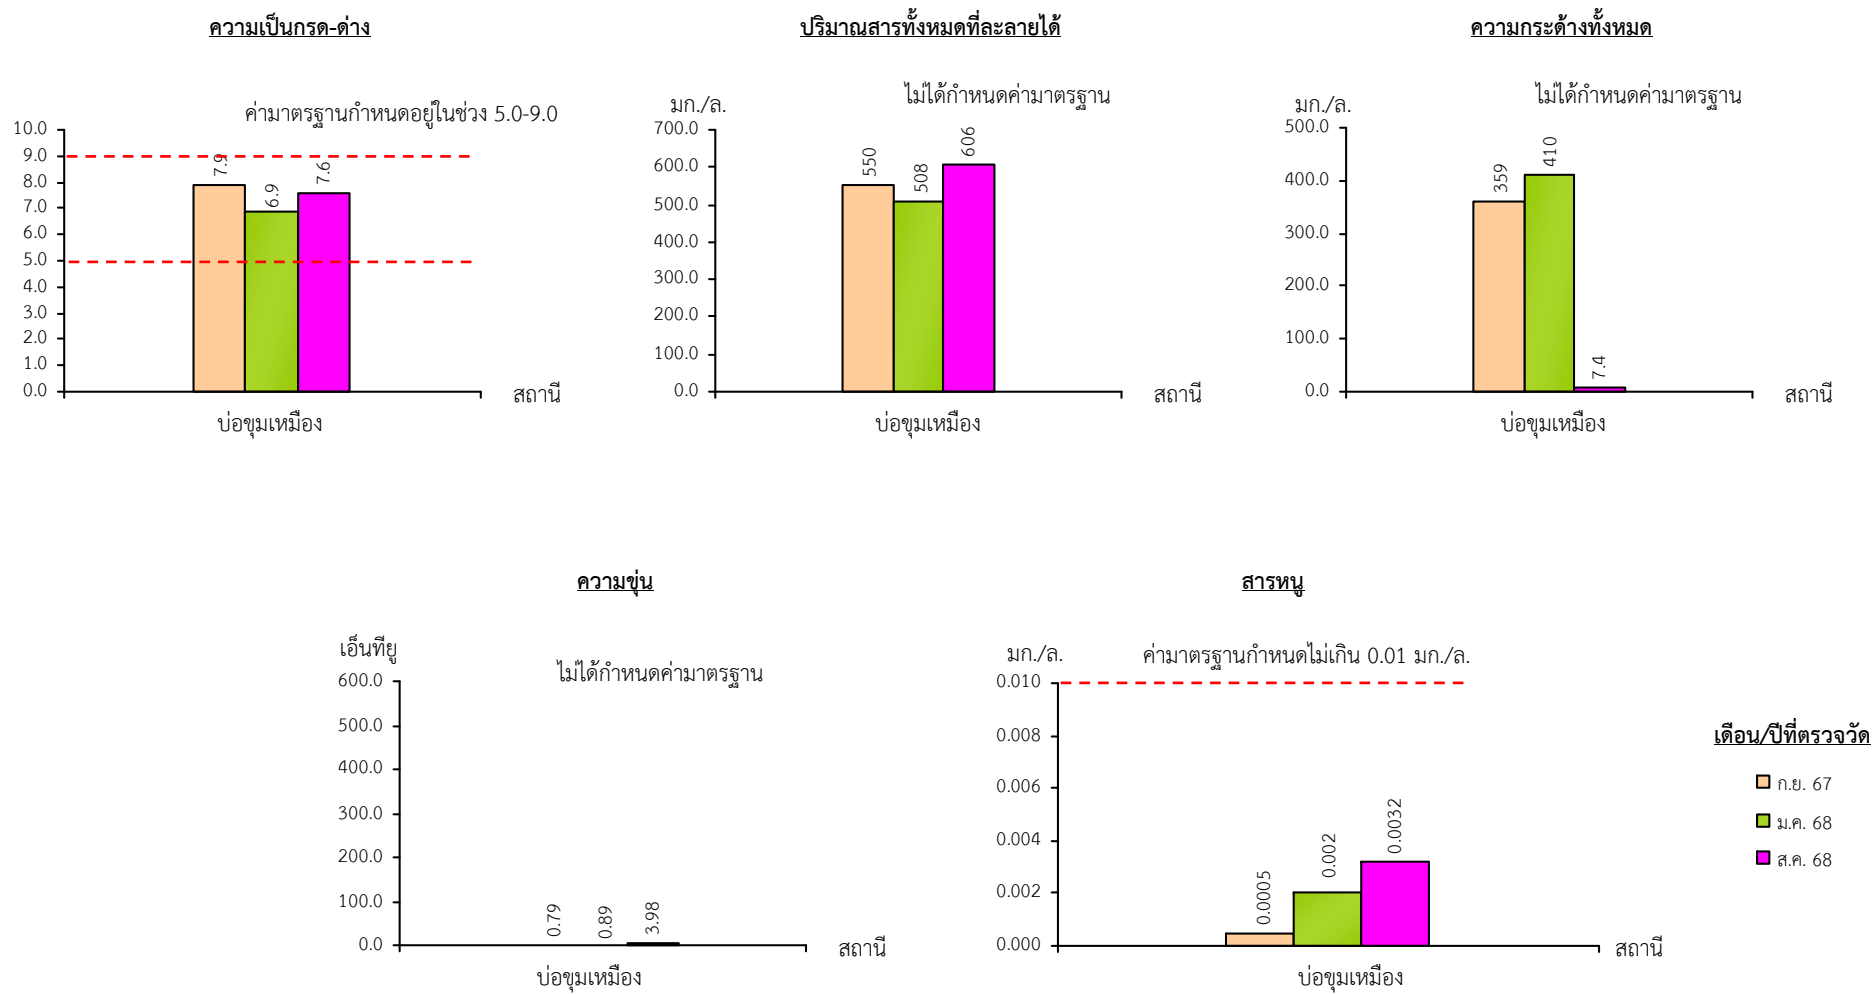 ความเป็นกรด-ด่าง
ค่ามาตรฐานกำหนดอยู่ในช่วง 5.0-9.0
10.0
9.0
8.0
7.0
6.0
5.0
4.0
3.0
2.0
1.0
0.0
7.9
6.9
7.6
สถานี
บ่อขุมเหมือง
ปริมาณสารทั้งหมดที่ละลายได้
มก./ล.
ไม่ได้กำหนดค่ามาตรฐาน
700.0
600.0
500.0
400.0
300.0
200.0
100.0
0.0
550
508
606
สถานี
บ่อขุมเหมือง
ความกระด้างทั้งหมด
มก./ล.
ไม่ได้กำหนดค่ามาตรฐาน
500.0
400.0
300.0
200.0
100.0
0.0
359
410
7.4
สถานี
บ่อขุมเหมือง
ความขุ่น
เอ็นทียู
ไม่ได้กำหนดค่ามาตรฐาน
600.0
500.0
400.0
300.0
200.0
100.0
0.0
0.79
0.89
3.98
สถานี
บ่อขุมเหมือง
สารหนู
มก./ล.
ค่ามาตรฐานกำหนดไม่เกิน 0.01 มก./ล.
0.010
0.008
0.006
0.004
0.002
0.000
0.0005
0.002
0.0032
สถานี
บ่อขุมเหมือง
เดือน/ปีที่ตรวจวัด
ก.ย. 67
ม.ค. 68
ส.ค. 68